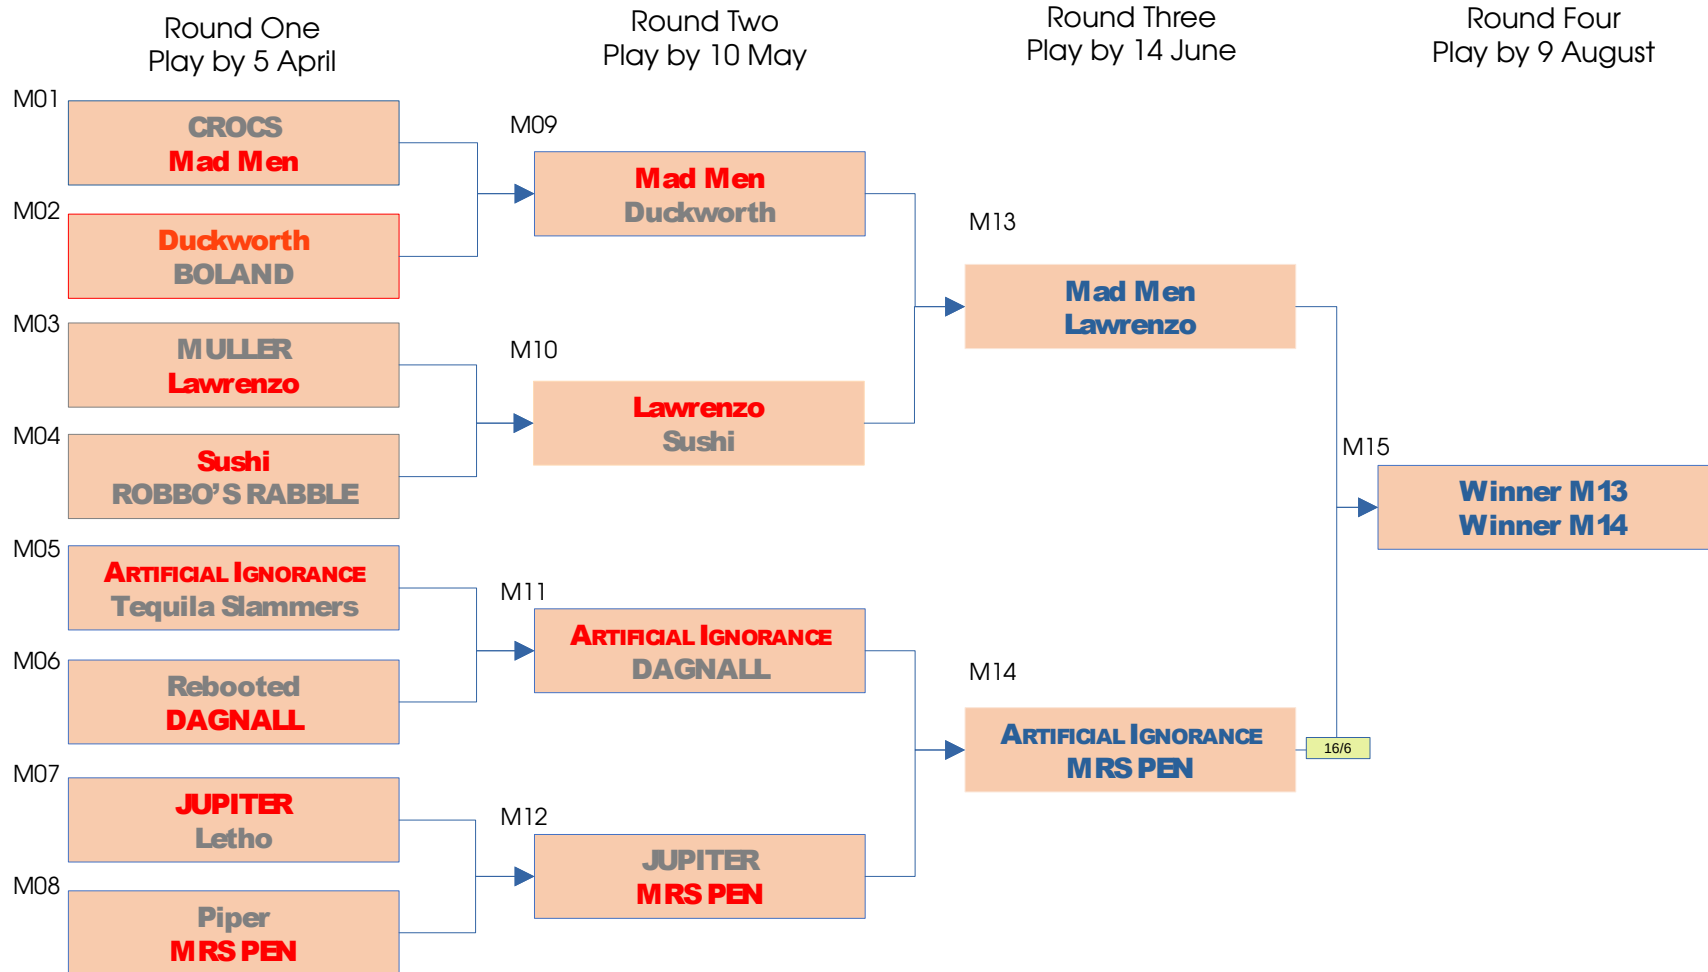 Round One
Play by 5 April
Round Two
Play by 10 May
Round Three
Play by 14 June
Round Four
Play by 9 August
M01
CROCS
Mad Men
M02
Duckworth
BOLAND
M03
MULLER
Lawrenzo
M04
Sushi
ROBBO'S RABBLE
M05
ARTIFICIAL IGNORANCE
Tequila Slammers
M06
Rebooted
DAGNALL
M07
JUPITER
Letho
M08
Piper
MRS PEN
M09
Mad Men
Duckworth
M10
Lawrenzo
Sushi
M11
ARTIFICIAL IGNORANCE
DAGNALL
M12
JUPITER
MRS PEN
M13
Mad Men
Lawrenzo
M14
ARTIFICIAL IGNORANCE
MRS PEN
16/6
M15
Winner M13
Winner M14